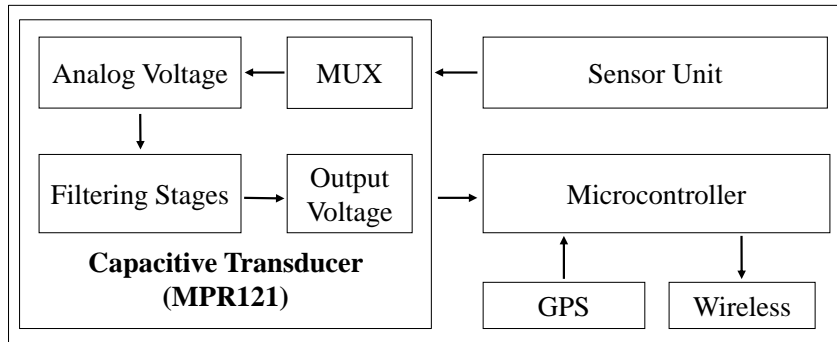 Analog Voltage
MUX
Sensor Unit
Filtering Stages
Output
Voltage
Microcontroller
Capacitive Transducer
(MPR121)
GPS
Wireless